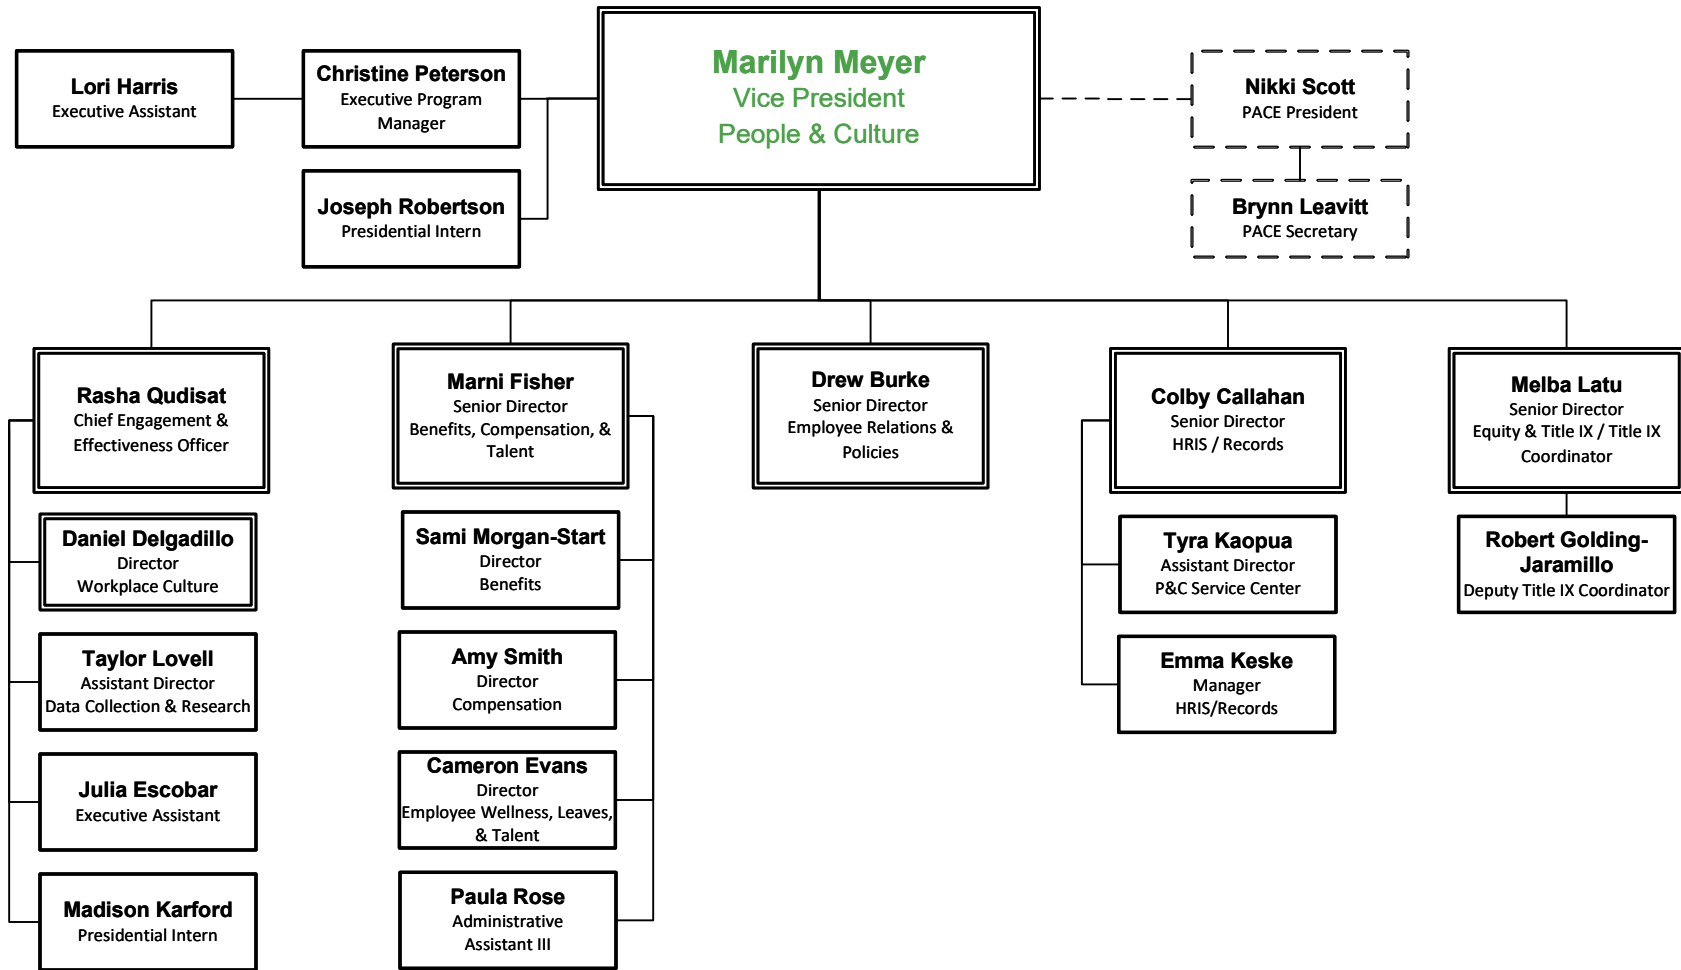 Marilyn Meyer
Vice President
People & Culture
Lori Harris
Executive Assistant
Christine Peterson
Executive Program
Manager
Joseph Robertson
Presidential Intern
Nikki Scott
PACE President
Brynn Leavitt
PACE Secretary
Rasha Qudisat
Chief Engagement &
Effectiveness Officer
Daniel Delgadillo
Director
Workplace Culture
Taylor Lovell
Assistant Director
Data Collection & Research
Julia Escobar
Executive Assistant
Madison Karford
Presidential Intern
Marni Fisher
Senior Director
Benefits, Compensation, &
Talent
Sami Morgan-Start
Director
Benefits
Amy Smith
Director
Compensation
Cameron Evans
Director
Employee Wellness, Leaves,
& Talent
Paula Rose
Administrative
Assistant III
Drew Burke
Senior Director
Employee Relations &
Policies
Colby Callahan
Senior Director
HRIS / Records
Tyra Kaopua
Assistant Director
P&C Service Center
Emma Keske
Manager
HRIS/Records
Melba Latu
Senior Director
Equity & Title IX / Title IX
Coordinator
Robert Golding-
Jaramillo
Deputy Title IX Coordinator